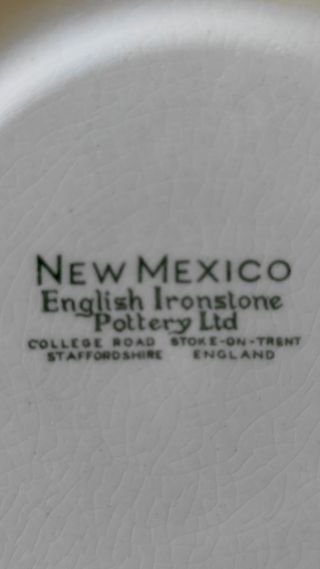 NEW MEXICO
English Ironstone
Pottery Ltd
COLLEGE ROAD STOKE-ON-TRENT
STAFFORDSHIRE ENGLAND